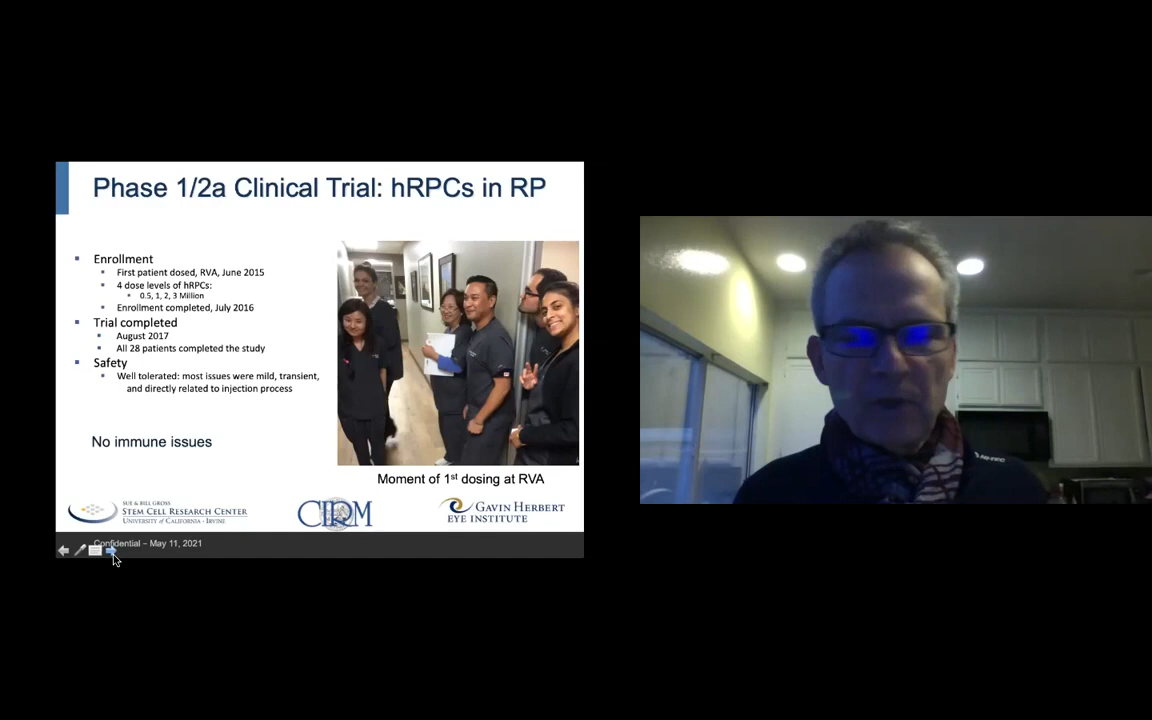 Phase 1/2a Clinical Trial: hRPCs in RP
Enrollment
First patient dosed, RVA, June 2015
4 dose levels of hRPCs:
0.5, 1, 2, 3 Million
Enrollment completed, July 2016
Trial completed
August 2017
All 28 patients completed the study
Safety
Well tolerated: most issues were mild, transient,
and directly related to injection process
No immune issues
Moment of 1st dosing at RVA
SUE & BILL GROSS
STEM CELL RESEARCH CENTER
UNIVERSITY OF CALIFORNIA · IRVINE
CIRM
GAVIN HERBERT
EYE INSTITUTE
Confidential – May 11, 2021